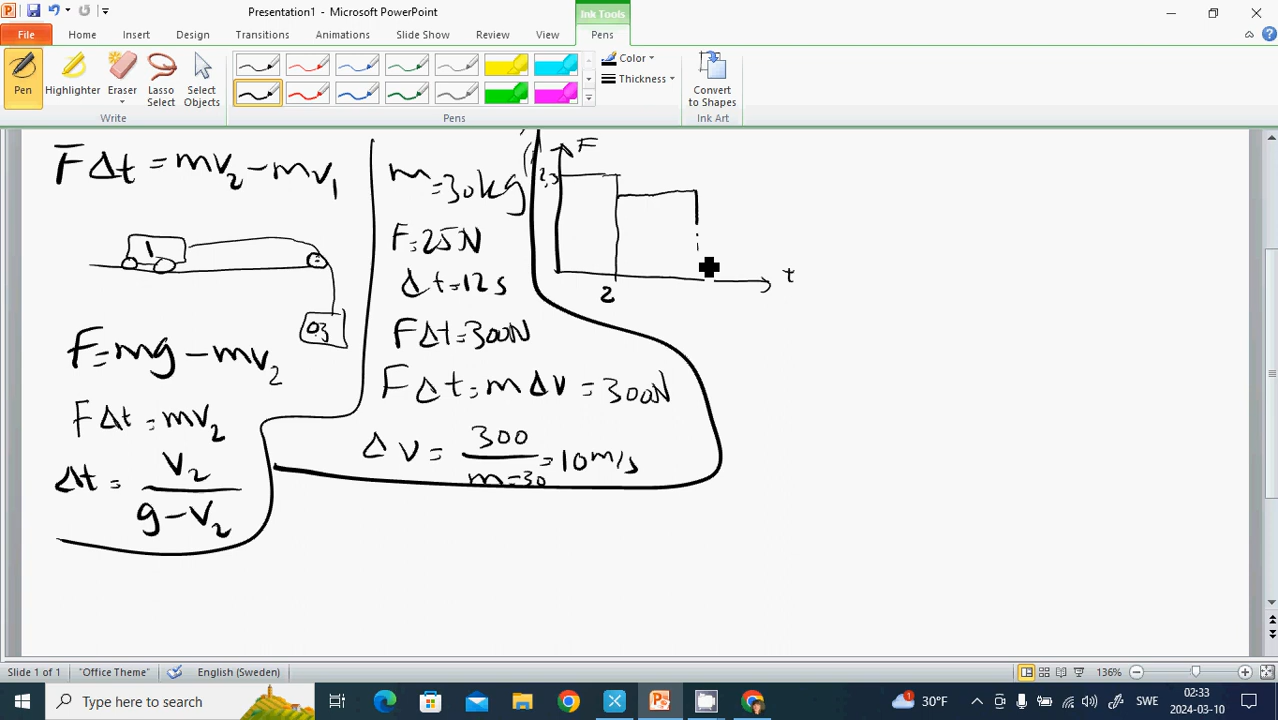 Presentation1 - Microsoft PowerPoint
Ink Tools
File Home Insert Design Transitions Animations Slide Show Review View Pens
Pen
Highlighter
Eraser
Lasso Select
Select Objects
Color
Thickness
Convert to Shapes
Write
Pens
Ink Art
FΔt = mv2 - mv1
1
0.3
F = mg - mv2
FΔt = mv2
Δt = v2 / g - v2
m = 30kg
F = 25N
Δt = 12s
FΔt = 300N
FΔt = mΔv = 300N
Δv = 300 / m = 30 = 10m/s
F
2
t
Slide 1 of 1
"Office Theme"
English (Sweden)
136%
Type here to search
30°F
1
SWE
02:33
2024-03-10